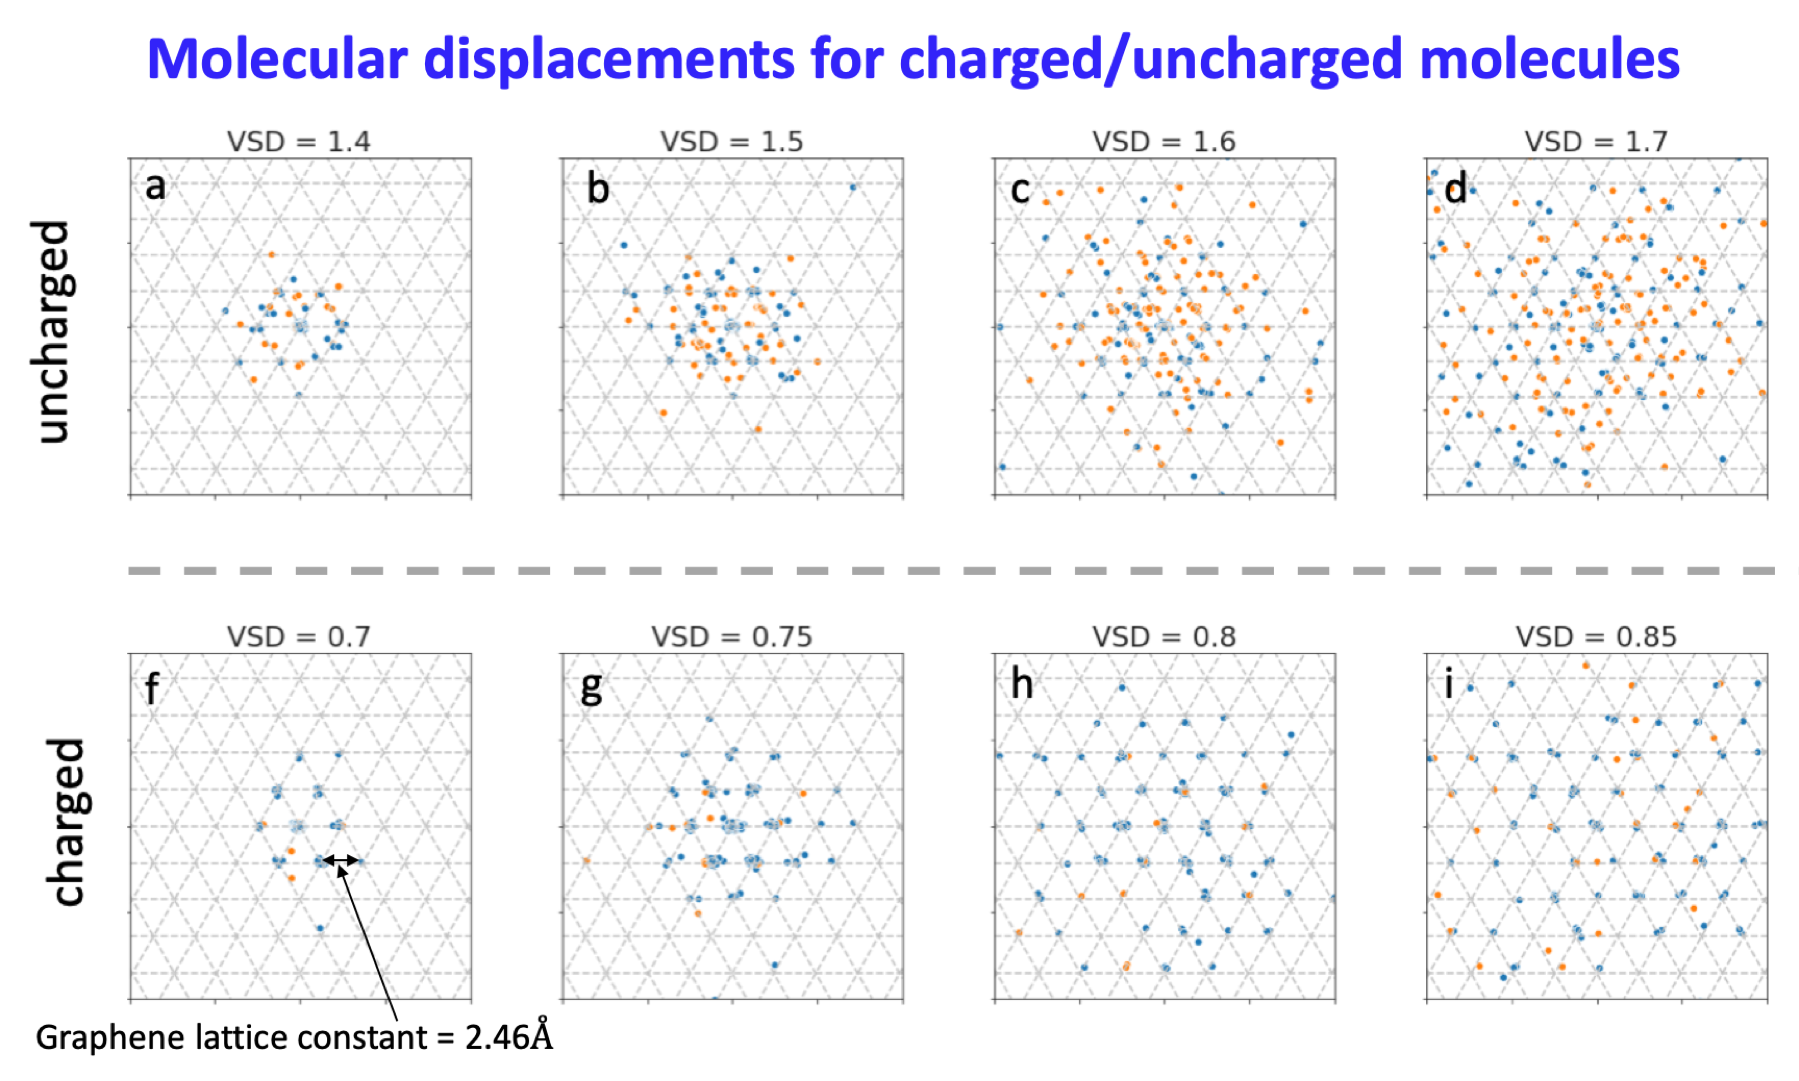 Molecular displacements for charged/uncharged molecules
VSD = 1.4
VSD = 1.5
VSD = 1.6
VSD = 1.7
a
b
c
d
uncharged
VSD = 0.7
VSD = 0.75
VSD = 0.8
VSD = 0.85
f
g
h
i
charged
Graphene lattice constant = 2.46Å